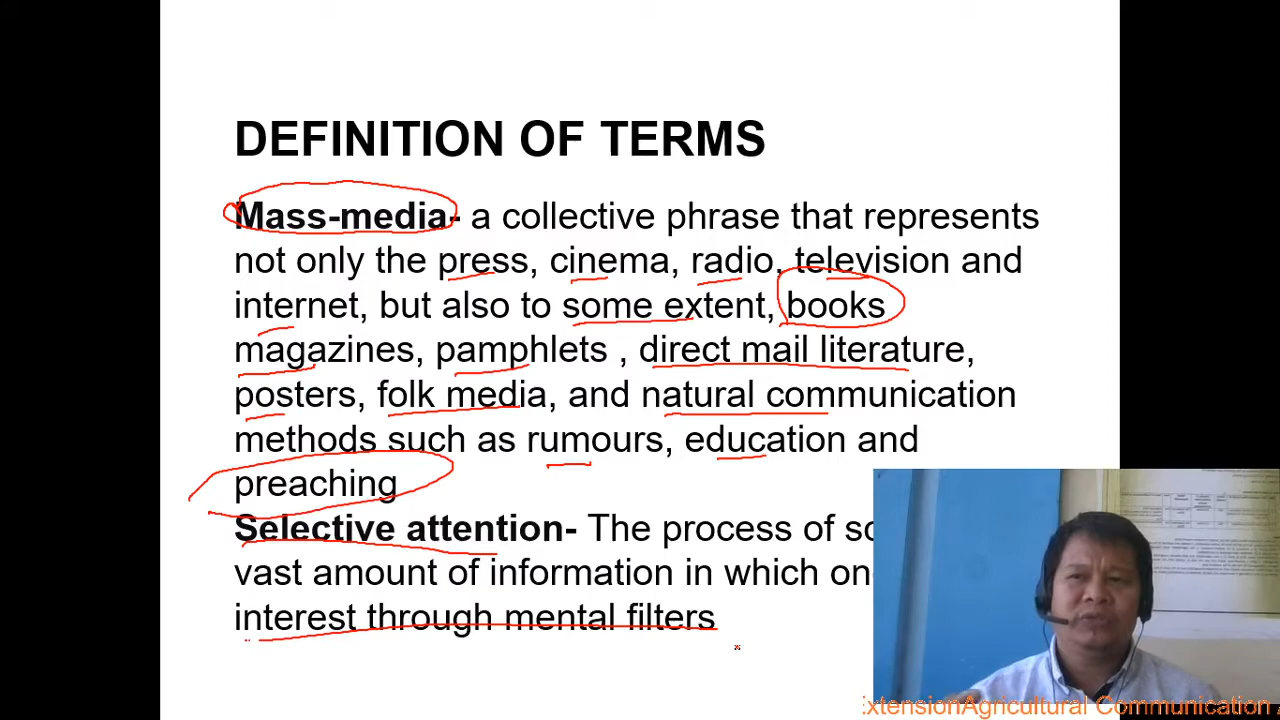 DEFINITION OF TERMS
Mass-media- a collective phrase that represents
not only the press, cinema, radio, television and
internet, but also to some extent, books
magazines, pamphlets , direct mail literature,
posters, folk media, and natural communication
methods such as rumours, education and
preaching
Selective attention- The process of
vast amount of information in which
interest through mental filters
ExtensionAgricultural Communication